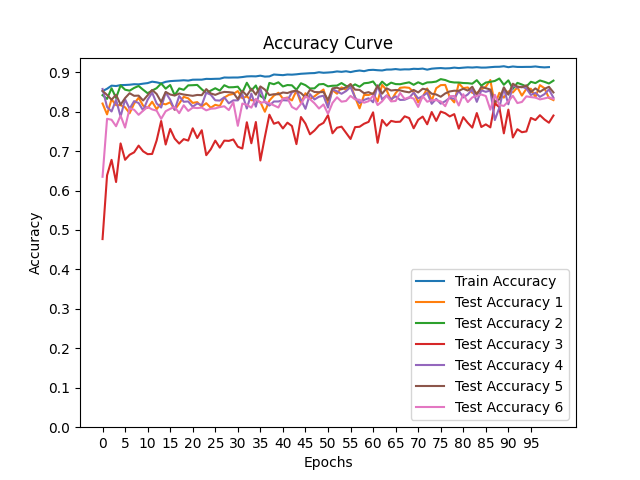 Accuracy Curve
Accuracy
0.9
0.8
0.7
0.6
0.5
0.4
0.3
0.2
0.1
0.0
Train Accuracy
Test Accuracy 1
Test Accuracy 2
Test Accuracy 3
Test Accuracy 4
Test Accuracy 5
Test Accuracy 6
0 5 10 15 20 25 30 35 40 45 50 55 60 65 70 75 80 85 90 95
Epochs